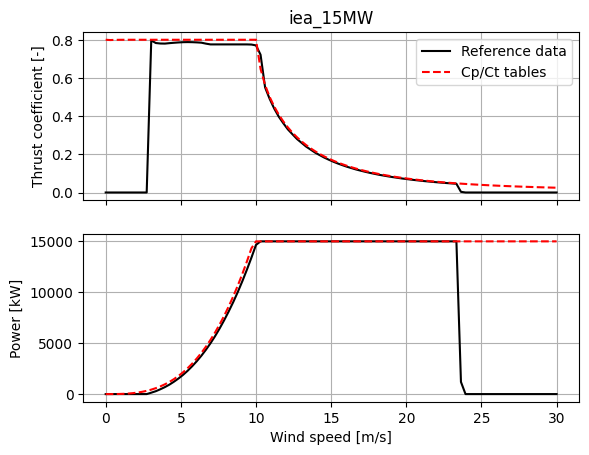 iea_15MW
Thrust coefficient [-]
0.8
0.6
0.4
0.2
0.0
Reference data
Cp/Ct tables
Power [kW]
15000
10000
5000
0
0 5 10 15 20 25 30
Wind speed [m/s]